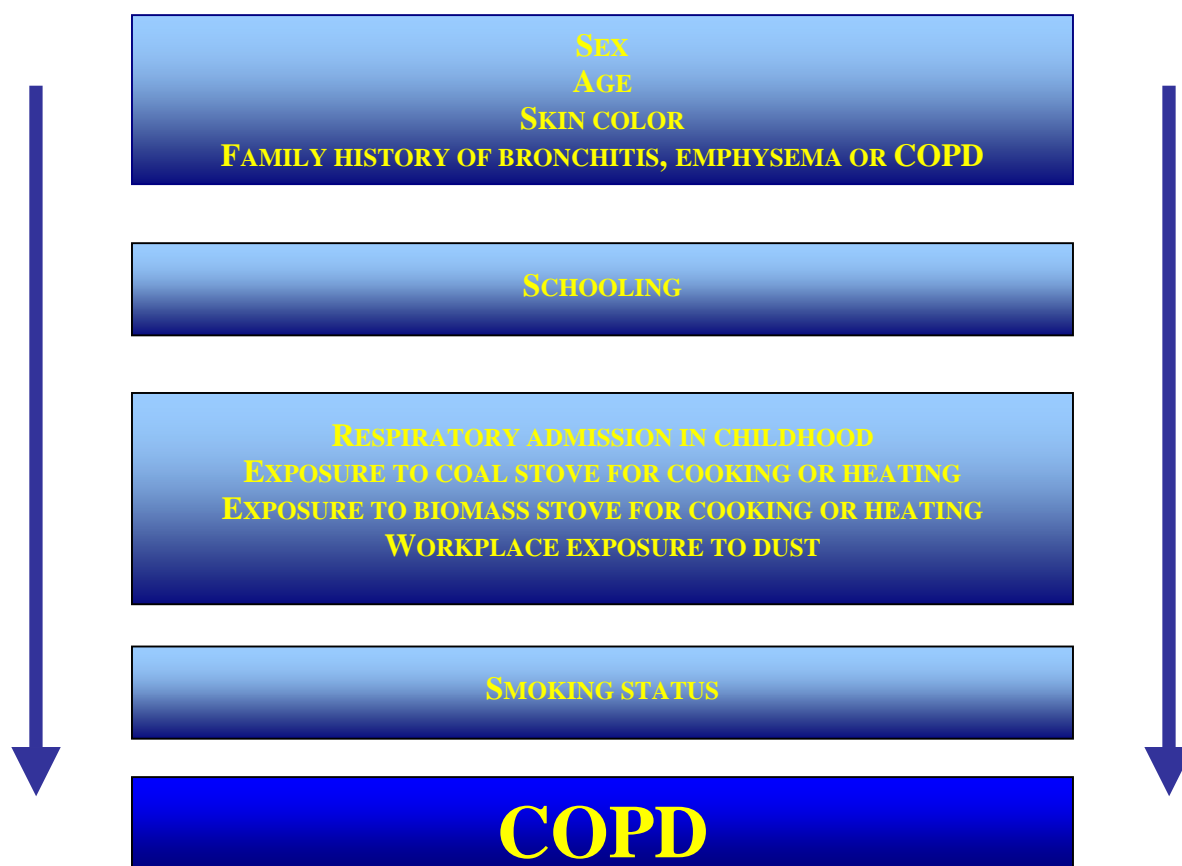 SEX
AGE
SKIN COLOR
FAMILY HISTORY OF BRONCHITIS, EMPHYSEMA OR COPD
SCHOOLING
RESPIRATORY ADMISSION IN CHILDHOOD
EXPOSURE TO COAL STOVE FOR COOKING OR HEATING
EXPOSURE TO BIOMASS STOVE FOR COOKING OR HEATING
WORKPLACE EXPOSURE TO DUST
SMOKING STATUS
COPD